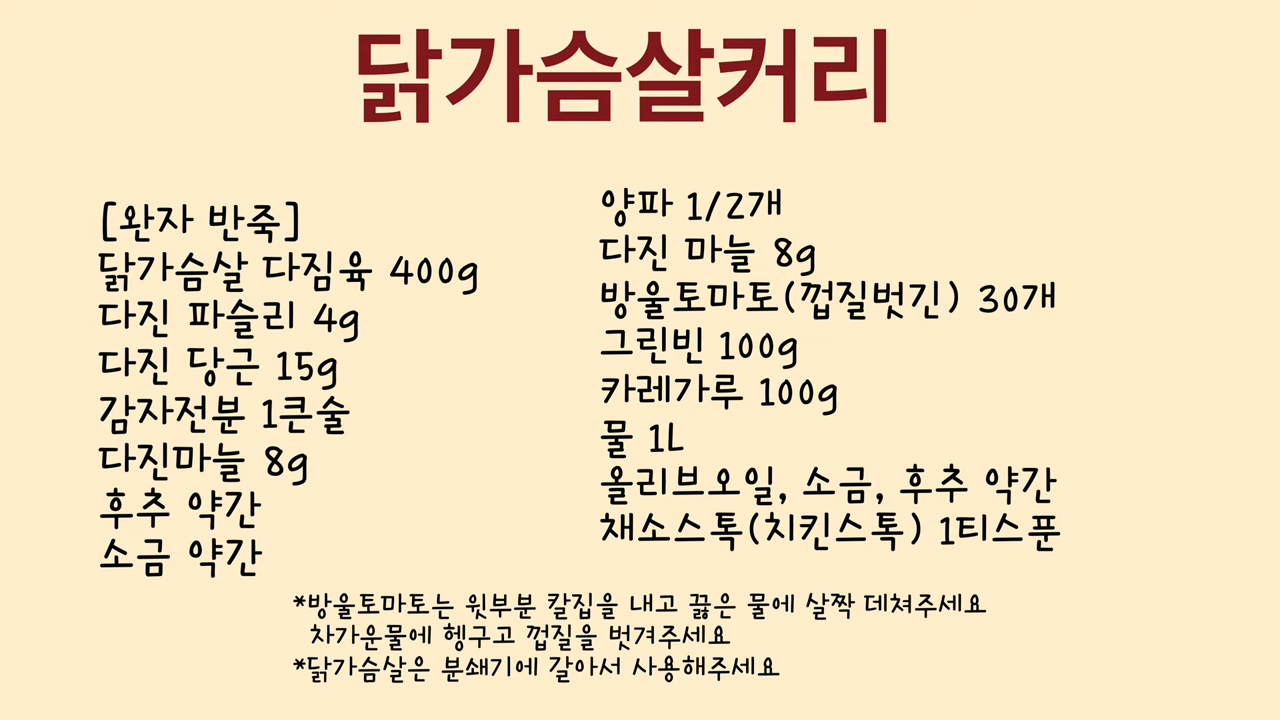 닭가슴살커리
[완자 반죽]
닭가슴살 다짐육 400g
다진 파슬리 4g
다진 당근 15g
감자전분 1큰술
다진마늘 8g
후추 약간
소금 약간
양파 1/2개
다진 마늘 8g
방울토마토(껍질벗긴) 30개
그린빈 100g
카레가루 100g
물 1L
올리브오일, 소금, 후추 약간
채소스톡(치킨스톡) 1티스푼
*방울토마토는 윗부분 칼집을 내고 끓은 물에 살짝 데쳐주세요
차가운물에 헹구고 껍질을 벗겨주세요
*닭가슴살은 분쇄기에 갈아서 사용해주세요